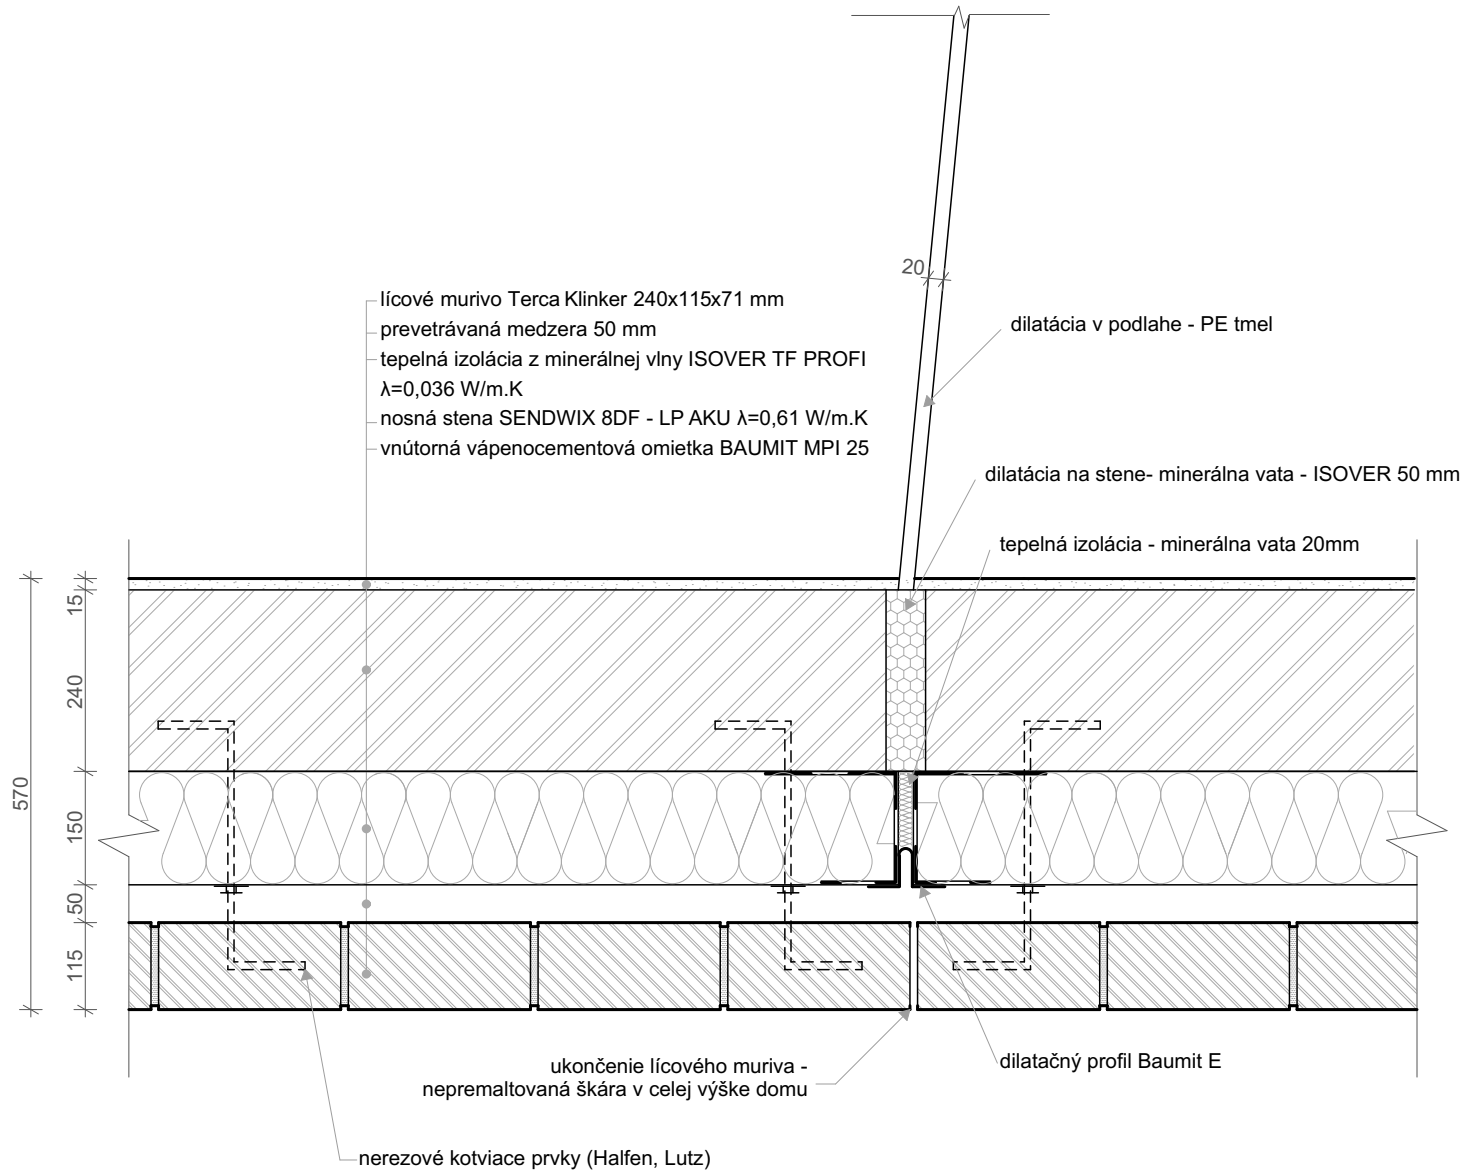 20
lícové murivo Terca Klinker 240x115x71 mm
prevetrávaná medzera 50 mm
tepelná izolácia z minerálnej vlny ISOVER TF PROFI
λ=0,036 W/m.K
nosná stena SENDWIX 8DF - LP AKU λ=0,61 W/m.K
vnútorná vápenocementová omietka BAUMIT MPI 25
dilatácia v podlahe - PE tmel
dilatácia na stene- minerálna vata - ISOVER 50 mm
tepelná izolácia - minerálna vata 20mm
15
240
570
150
50
115
ukončenie lícového muriva -
nepremaltovaná škára v celej výške domu
dilatačný profil Baumit E
nerezové kotviace prvky (Halfen, Lutz)